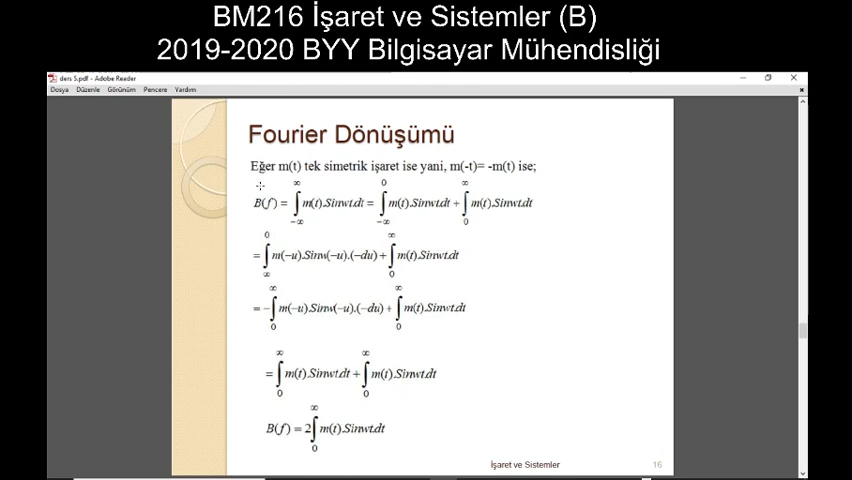 BM216 İşaret ve Sistemler (B)
2019-2020 BYY Bilgisayar Mühendisliği
ders 5.pdf - Adobe Reader
Dosya Düzenle Görünüm Pencere Yardım
Fourier Dönüşümü
Eğer m(t) tek simetrik işaret ise yani, m(-t)= -m(t) ise;
B(f) = ∫_{-∞}^{∞} m(t).Sinwt.dt = ∫_{-∞}^{0} m(t).Sinwt.dt + ∫_{0}^{∞} m(t).Sinwt.dt
= ∫_{∞}^{0} m(-u).Sinw(-u).(-du) + ∫_{0}^{∞} m(t).Sinwt.dt
= -∫_{0}^{∞} m(-u).Sinw(-u).(-du) + ∫_{0}^{∞} m(t).Sinwt.dt
= ∫_{0}^{∞} m(t).Sinwt.dt + ∫_{0}^{∞} m(t).Sinwt.dt
B(f) = 2∫_{0}^{∞} m(t).Sinwt.dt
İşaret ve Sistemler 16